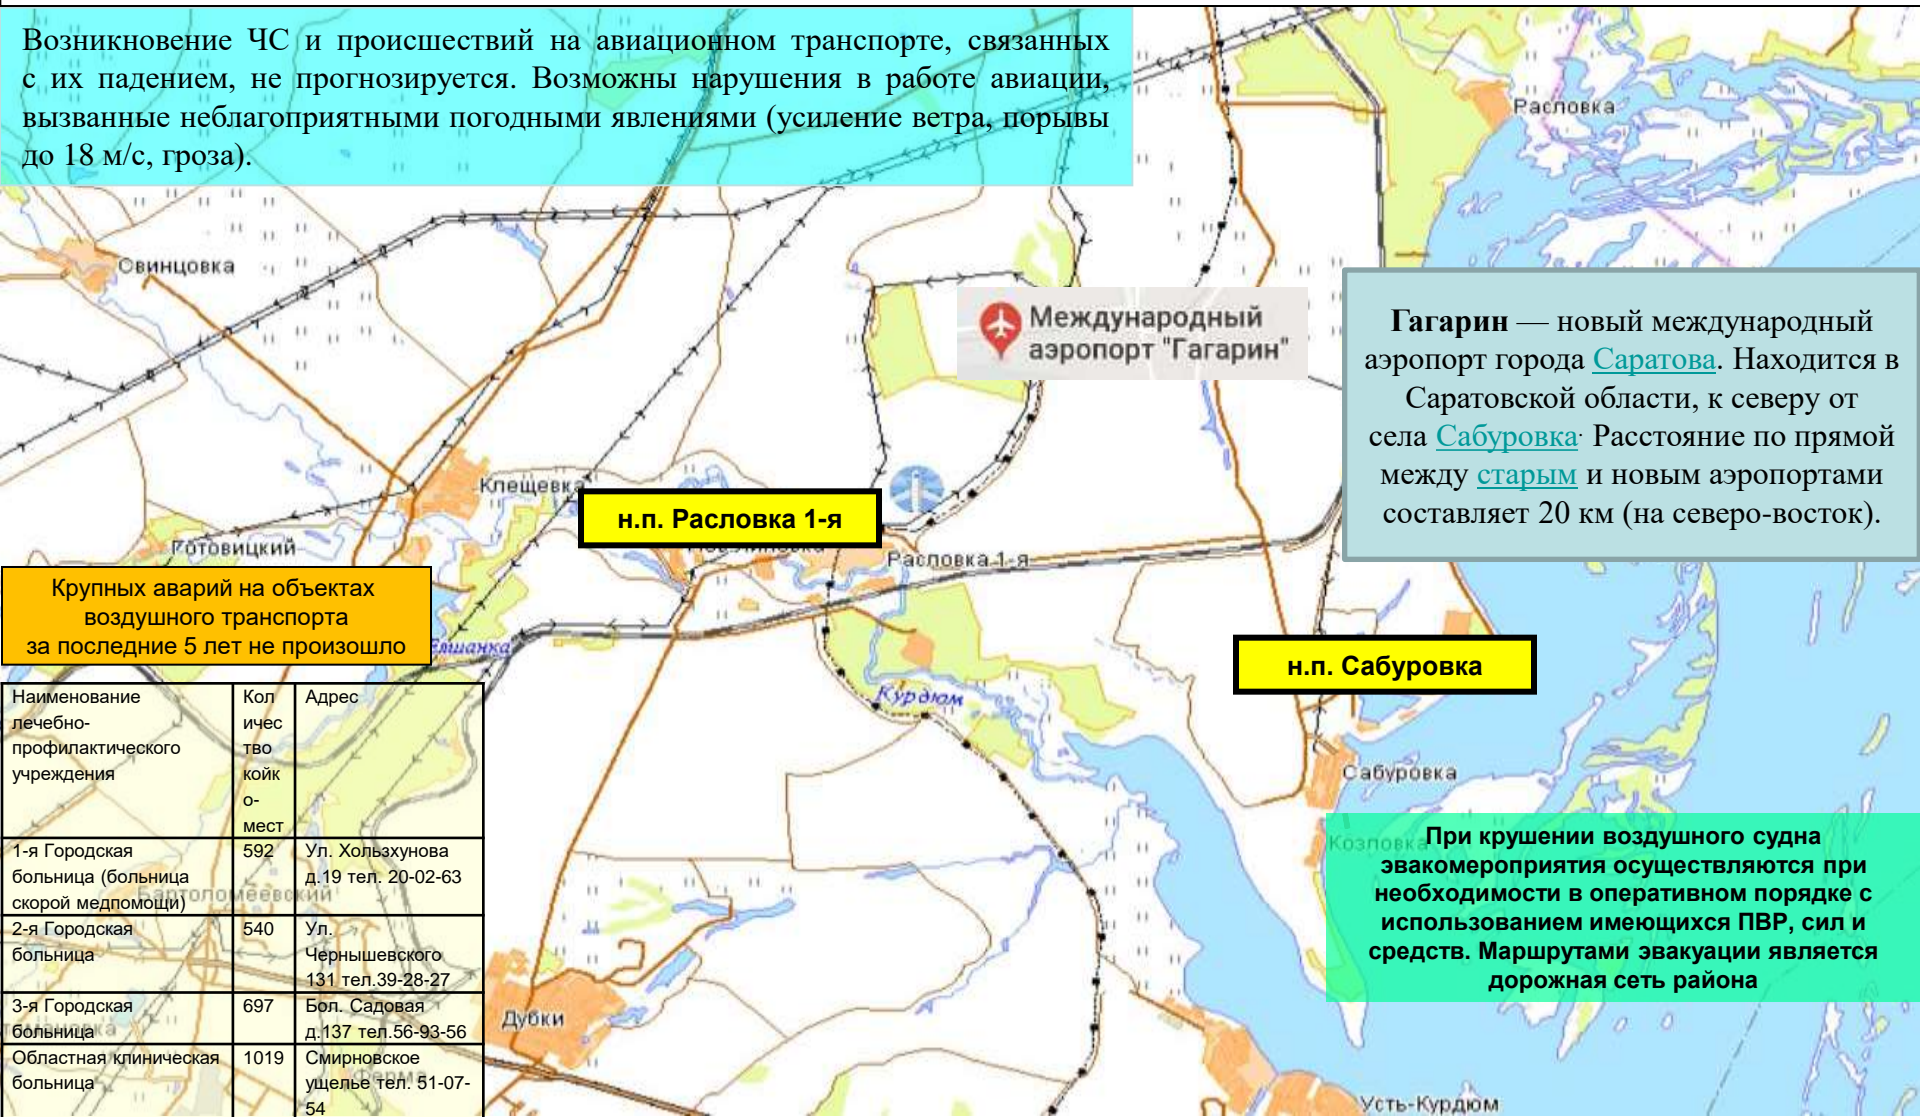 Возникновение ЧС и происшествий на авиационном транспорте, связанных
с их падением, не прогнозируется. Возможны нарушения в работе авиации,
вызванные неблагоприятными погодными явлениями (усиление ветра, порывы
до 18 м/с, гроза).
Расловка
Свинцовка
Международный
аэропорт "Гагарин"
Гагарин — новый международный
аэропорт города Саратова. Находится в
Саратовской области, к северу от
села Сабуровка. Расстояние по прямой
между старым и новым аэропортами
составляет 20 км (на северо-восток).
Клещевка
н.п. Расловка 1-я
Готовицкий
Расловка 1-я
Крупных аварий на объектах
воздушного транспорта
за последние 5 лет не произошло
Елшанка
н.п. Сабуровка
Курдюм
Сабуровка
Козловка
Наименование
лечебно-
профилактического
учреждения
Кол
ичес
тво
койк
о-
мест
Адрес
1-я Городская
больница (больница
скорой медпомощи)
592
Ул. Хользхунова
д.19 тел. 20-02-63
2-я Городская
больница
540
Ул.
Чернышевского
131 тел.39-28-27
3-я Городская
больница
697
Бол. Садовая
д.137 тел.56-93-56
Областная клиническая
больница
1019
Смирновское
ущелье тел. 51-07-
54
При крушении воздушного судна
эвакомероприятия осуществляются при
необходимости в оперативном порядке с
использованием имеющихся ПВР, сил и
средств. Маршрутами эвакуации является
дорожная сеть района
Дубки
Усть-Курдюм